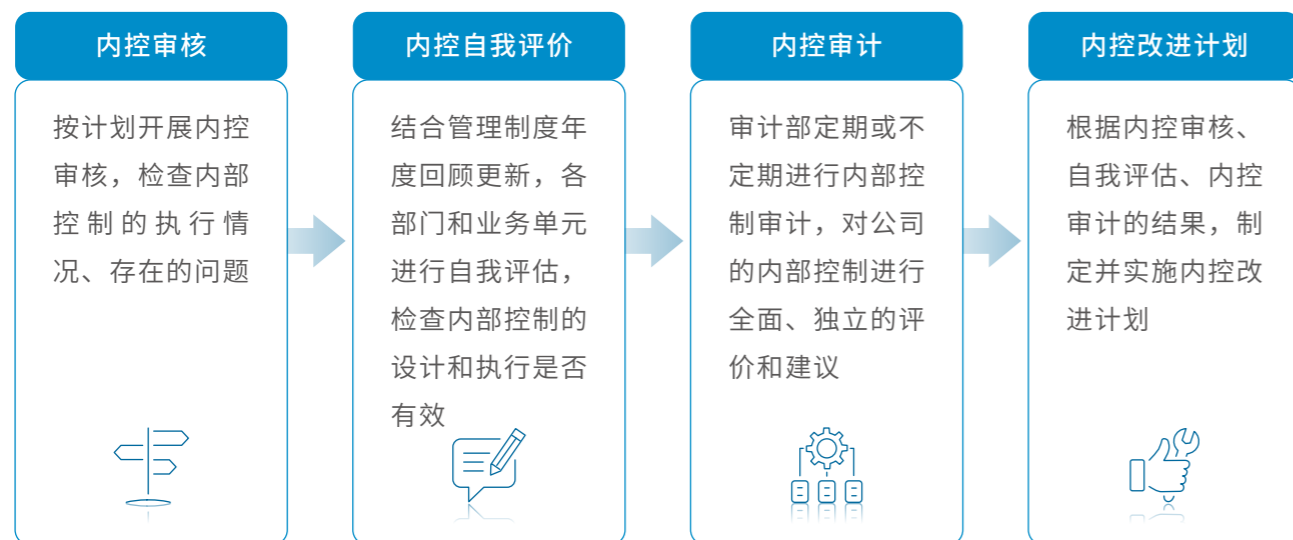 内控审核
按计划开展内控
审核，检查内部
控制的执行情
况、存在的问题
内控自我评价
结合管理制度年
度回顾更新，各
部门和业务单元
进行自我评估，
检查内部控制的
设计和执行是否
有效
内控审计
审计部定期或不
定期进行内部控
制审计，对公司
的内部控制进行
全面、独立的评
价和建议
内控改进计划
根据内控审核、
自我评估、内控
审计的结果，制
定并实施内控改
进计划